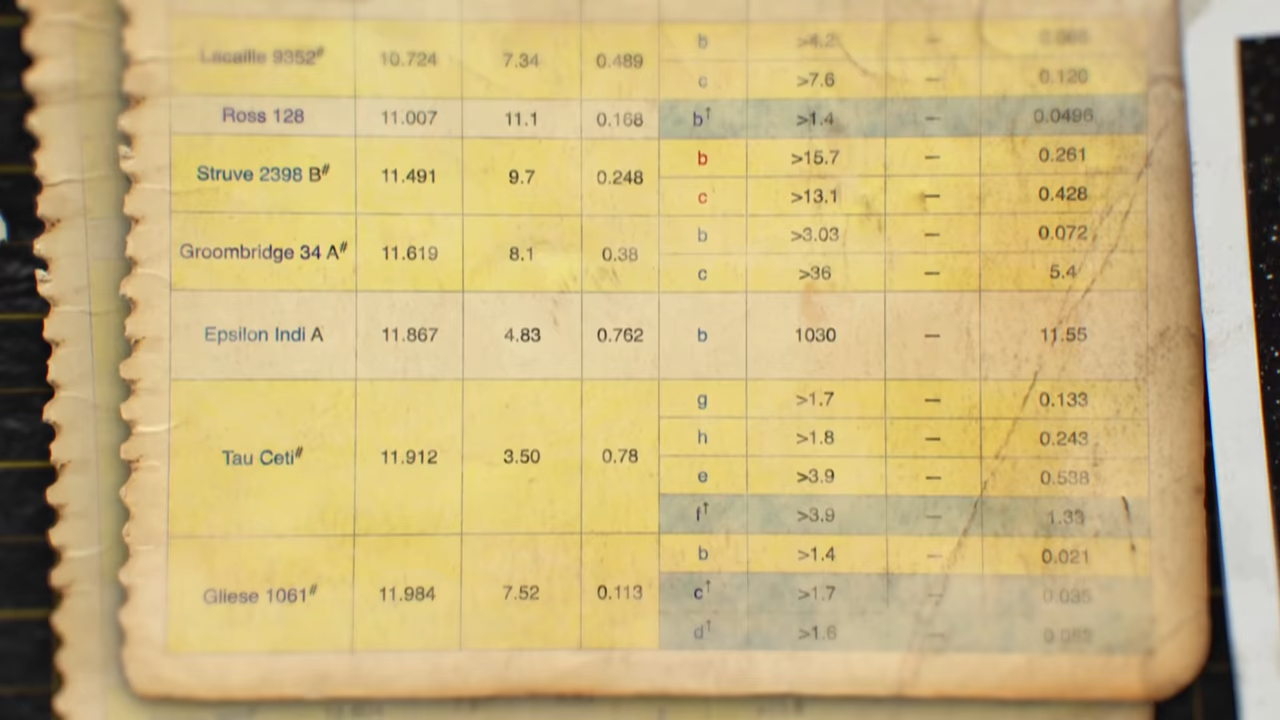 b >4.2 —
Lacaille 9352# 10.724 7.34 0.489
c >7.6 — 0.120
Ross 128 11.007 11.1 0.168 b† >1.4 — 0.0496
b >15.7 — 0.261
Struve 2398 B# 11.491 9.7 0.248
c >13.1 — 0.428
b >3.03 — 0.072
Groombridge 34 A# 11.619 8.1 0.38
c >36 — 5.4
Epsilon Indi A 11.867 4.83 0.762 b 1030 — 11.55
g >1.7 — 0.133
h >1.8 — 0.243
Tau Ceti# 11.912 3.50 0.78
e >3.9 — 0.538
f† >3.9 — 1.33
b >1.4 — 0.021
Gliese 1061# 11.984 7.52 0.113
c† >1.7 — 0.035
d† >1.6 —